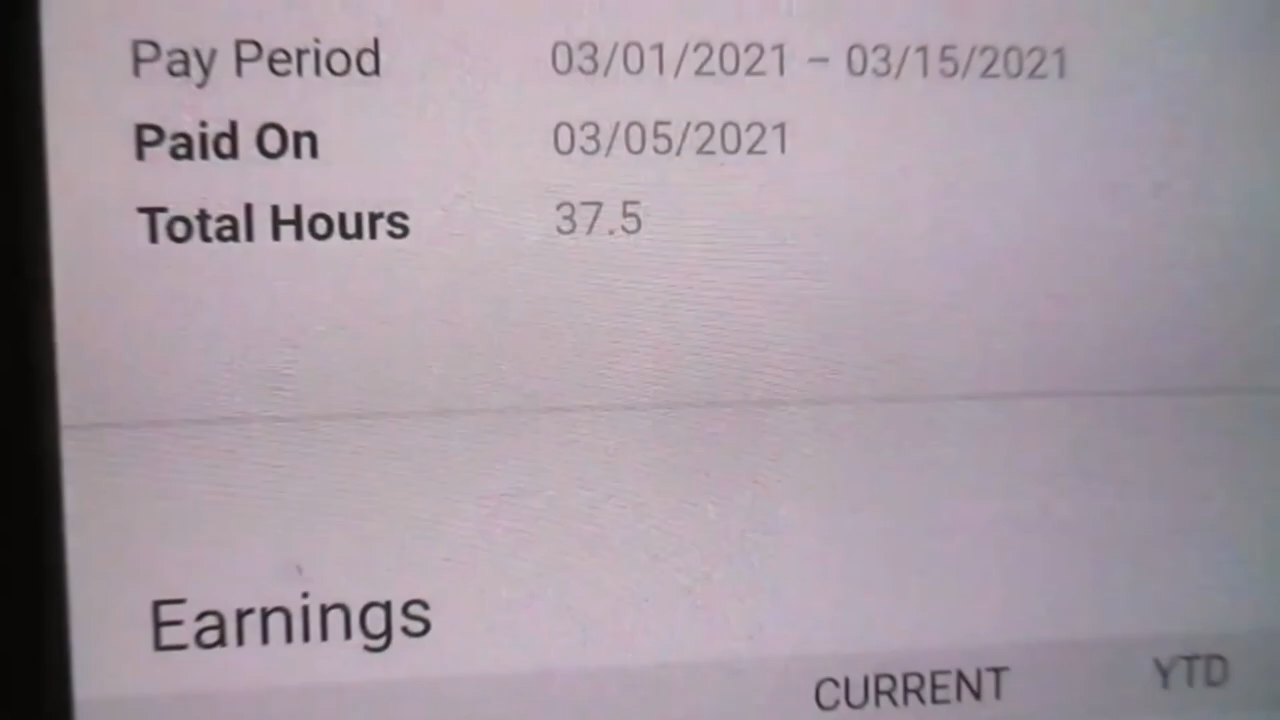 Pay Period 03/01/2021 – 03/15/2021
Paid On 03/05/2021
Total Hours 37.5
Earnings
CURRENT YTD